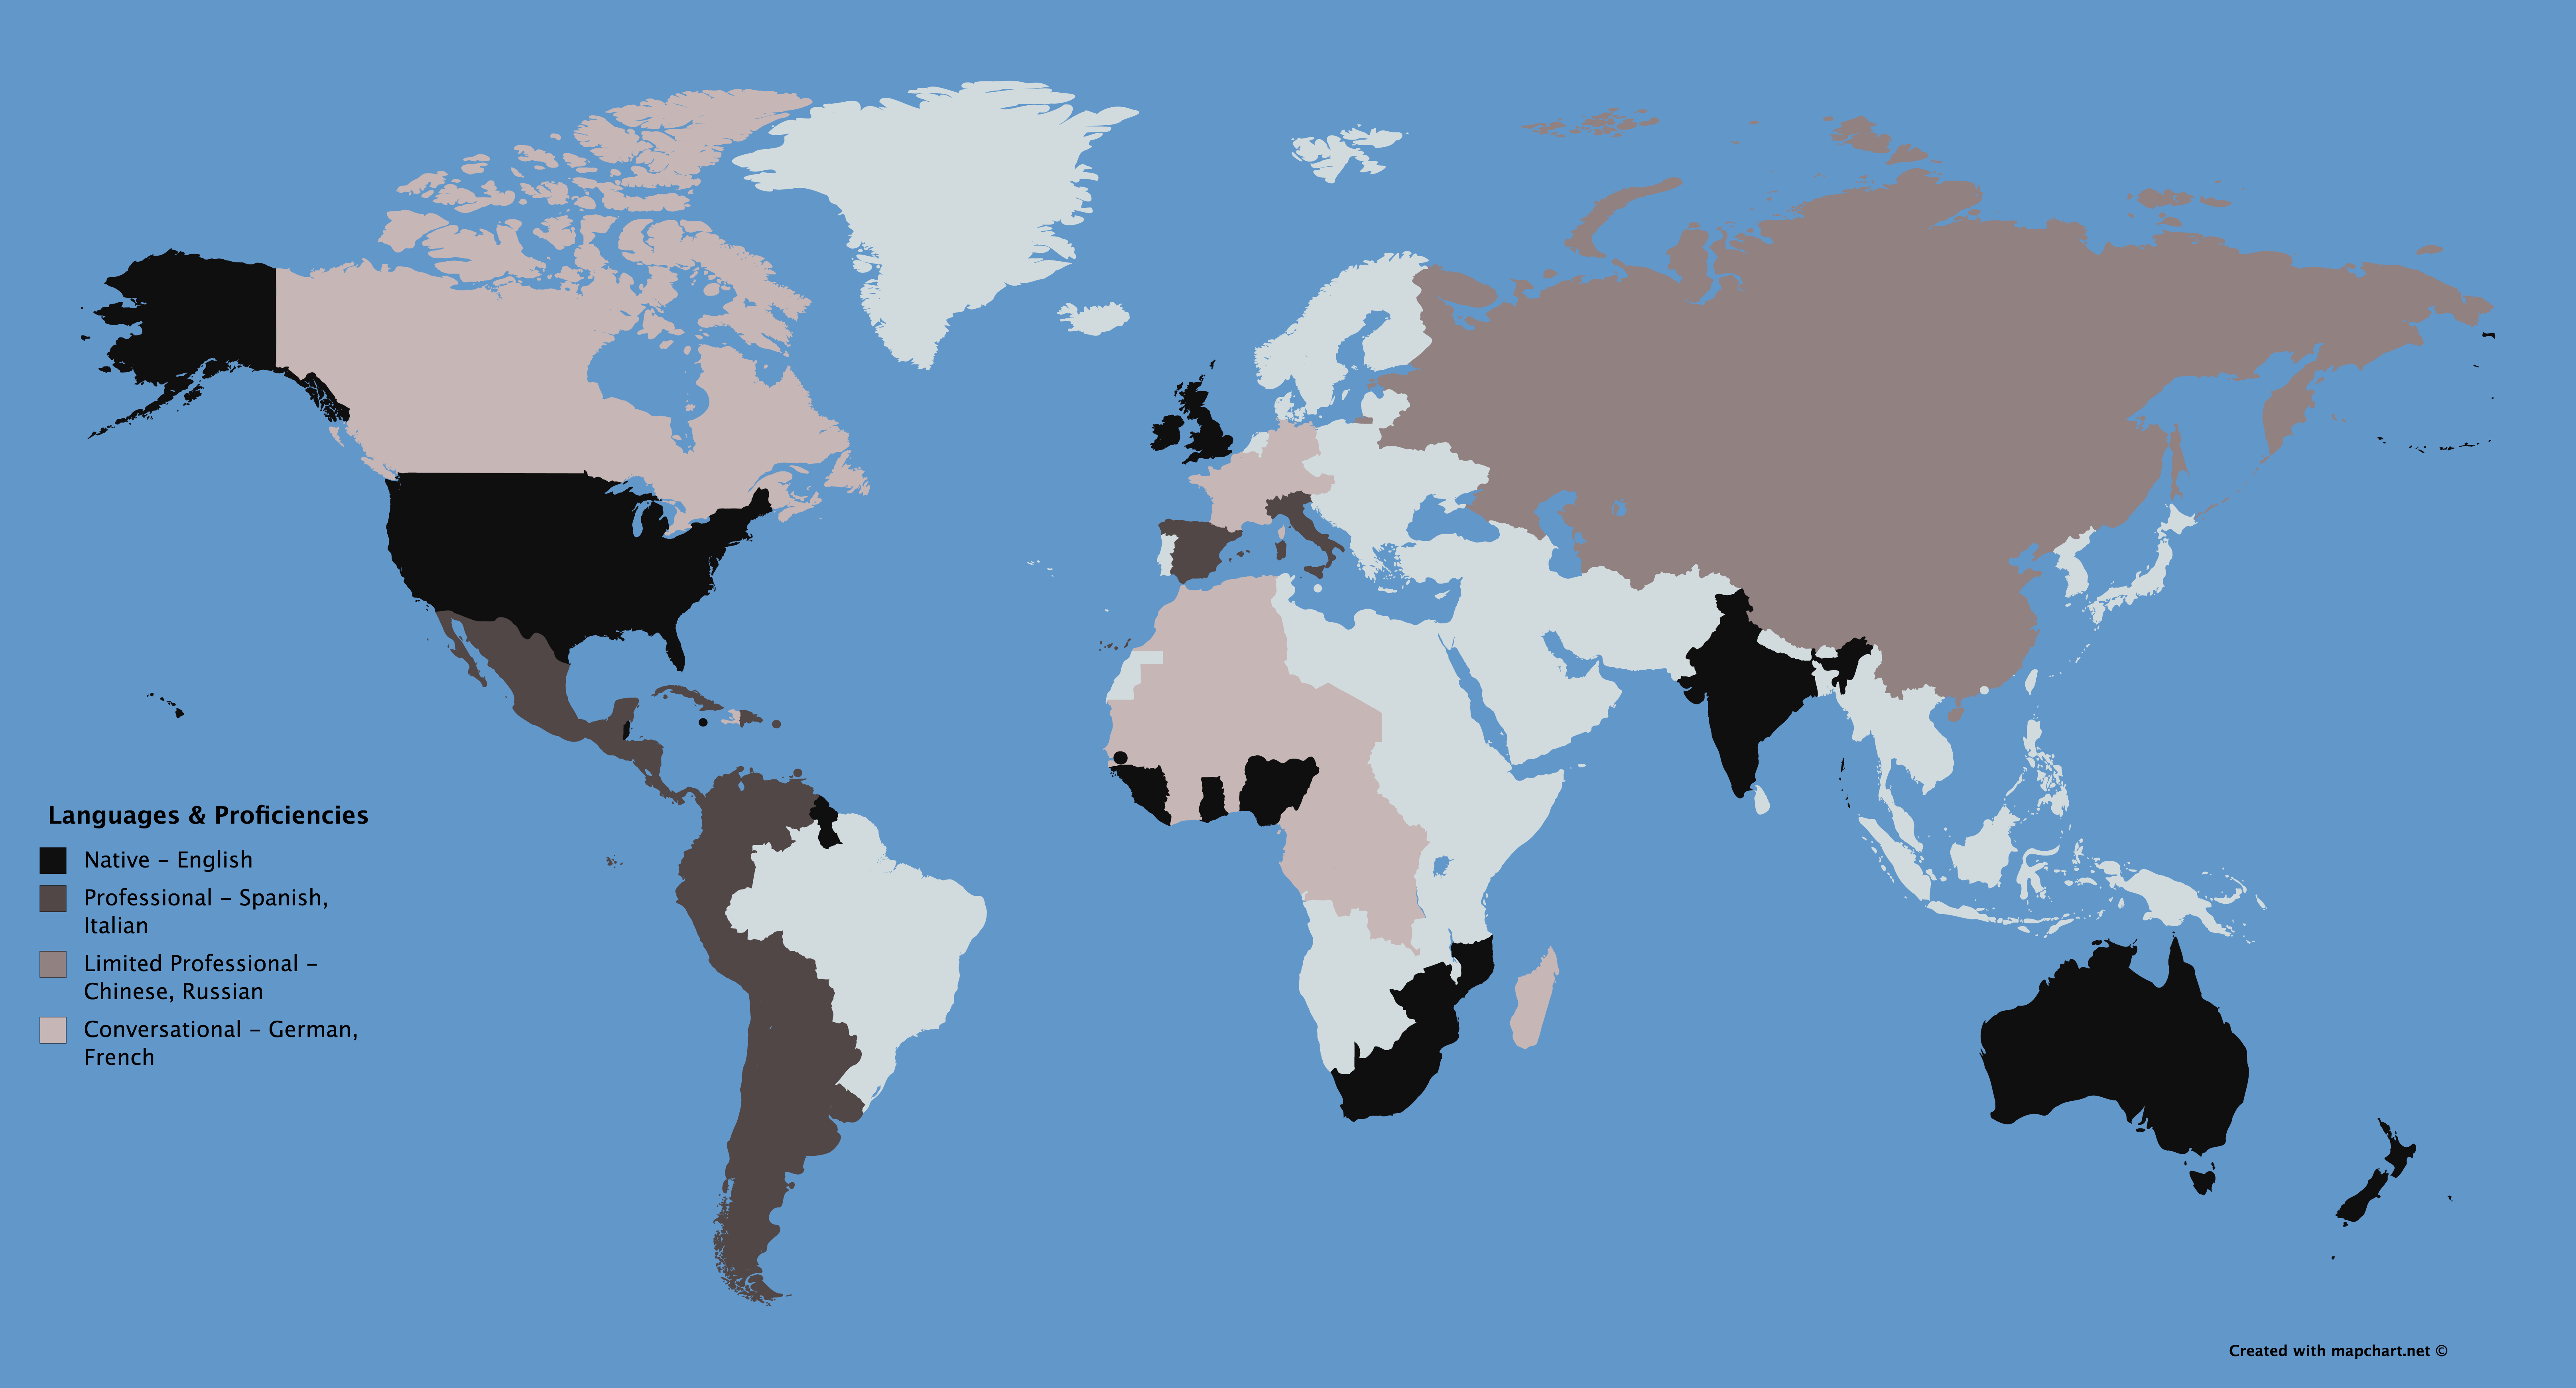 Languages & Proficiencies
Native – English
Professional – Spanish,
Italian
Limited Professional –
Chinese, Russian
Conversational – German,
French
Created with mapchart.net ©